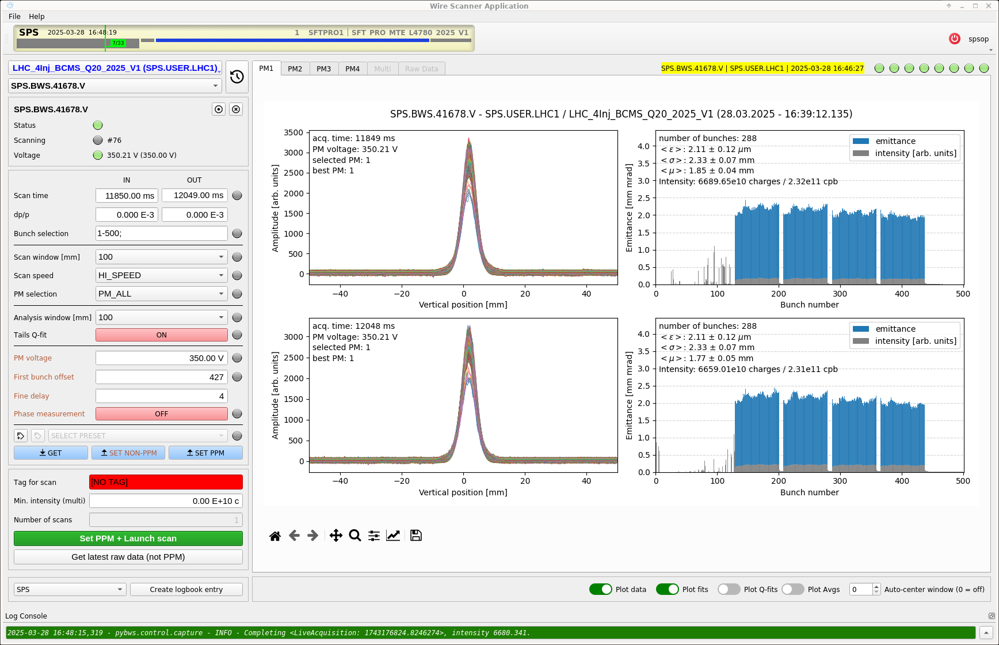 Wire Scanner Application
File Help
SPS 2025-03-28 16:48:19 1 SFTPRO1 | SFT PRO MTE L4780 2025 V1
7/33
spsop
LHC_4Inj_BCMS_Q20_2025_V1 (SPS.USER.LHC1)
SPS.BWS.41678.V
SPS.BWS.41678.V
Status
Scanning #76
Voltage 350.21 V (350.00 V)
IN OUT
Scan time 11850.00 ms 12049.00 ms
dp/p 0.000 E-3 0.000 E-3
Bunch selection 1-500;
Scan window [mm] 100
Scan speed HI_SPEED
PM selection PM_ALL
Analysis window [mm] 100
Tails Q-fit ON
PM voltage 350.00 V
First bunch offset 427
Fine delay 4
Phase measurement OFF
SELECT PRESET
GET SET NON-PPM SET PPM
Tag for scan [NO TAG]
Min. intensity (multi) 0.00 E+10 c
Number of scans 1
Set PPM + Launch scan
Get latest raw data (not PPM)
SPS Create logbook entry
PM1 PM2 PM3 PM4 Multi Raw Data
SPS.BWS.41678.V | SPS.USER.LHC1 | 2025-03-28 16:46:27
SPS.BWS.41678.V - SPS.USER.LHC1 / LHC_4Inj_BCMS_Q20_2025_V1 (28.03.2025 - 16:39:12.135)
acq. time: 11849 ms
PM voltage: 350.21 V
selected PM: 1
best PM: 1
Amplitude [arb. units]
3500
3000
2500
2000
1500
1000
500
0
−40 −20 0 20 40
Vertical position [mm]
number of bunches: 288
<ε>: 2.11 ± 0.12 μm
<σ>: 2.33 ± 0.07 mm
<μ>: 1.85 ± 0.04 mm
Intensity: 6689.65e10 charges / 2.32e11 cpb
emittance
intensity [arb. units]
Emittance [mm mrad]
4.0
3.5
3.0
2.5
2.0
1.5
1.0
0.5
0.0
0 100 200 300 400 500
Bunch number
acq. time: 12048 ms
PM voltage: 350.21 V
selected PM: 1
best PM: 1
Amplitude [arb. units]
3000
2500
2000
1500
1000
500
0
−40 −20 0 20 40
Vertical position [mm]
number of bunches: 288
<ε>: 2.11 ± 0.12 μm
<σ>: 2.33 ± 0.07 mm
<μ>: 1.77 ± 0.05 mm
Intensity: 6659.01e10 charges / 2.31e11 cpb
emittance
intensity [arb. units]
Emittance [mm mrad]
4.0
3.5
3.0
2.5
2.0
1.5
1.0
0.5
0.0
0 100 200 300 400 500
Bunch number
Plot data Plot fits Plot Q-fits Plot Avgs 0 Auto-center window (0 = off)
Log Console
2025-03-28 16:48:15,319 - pybws.control.capture - INFO - Completing <LiveAcquisition: 1743176824.8246274>, intensity 6680.341.